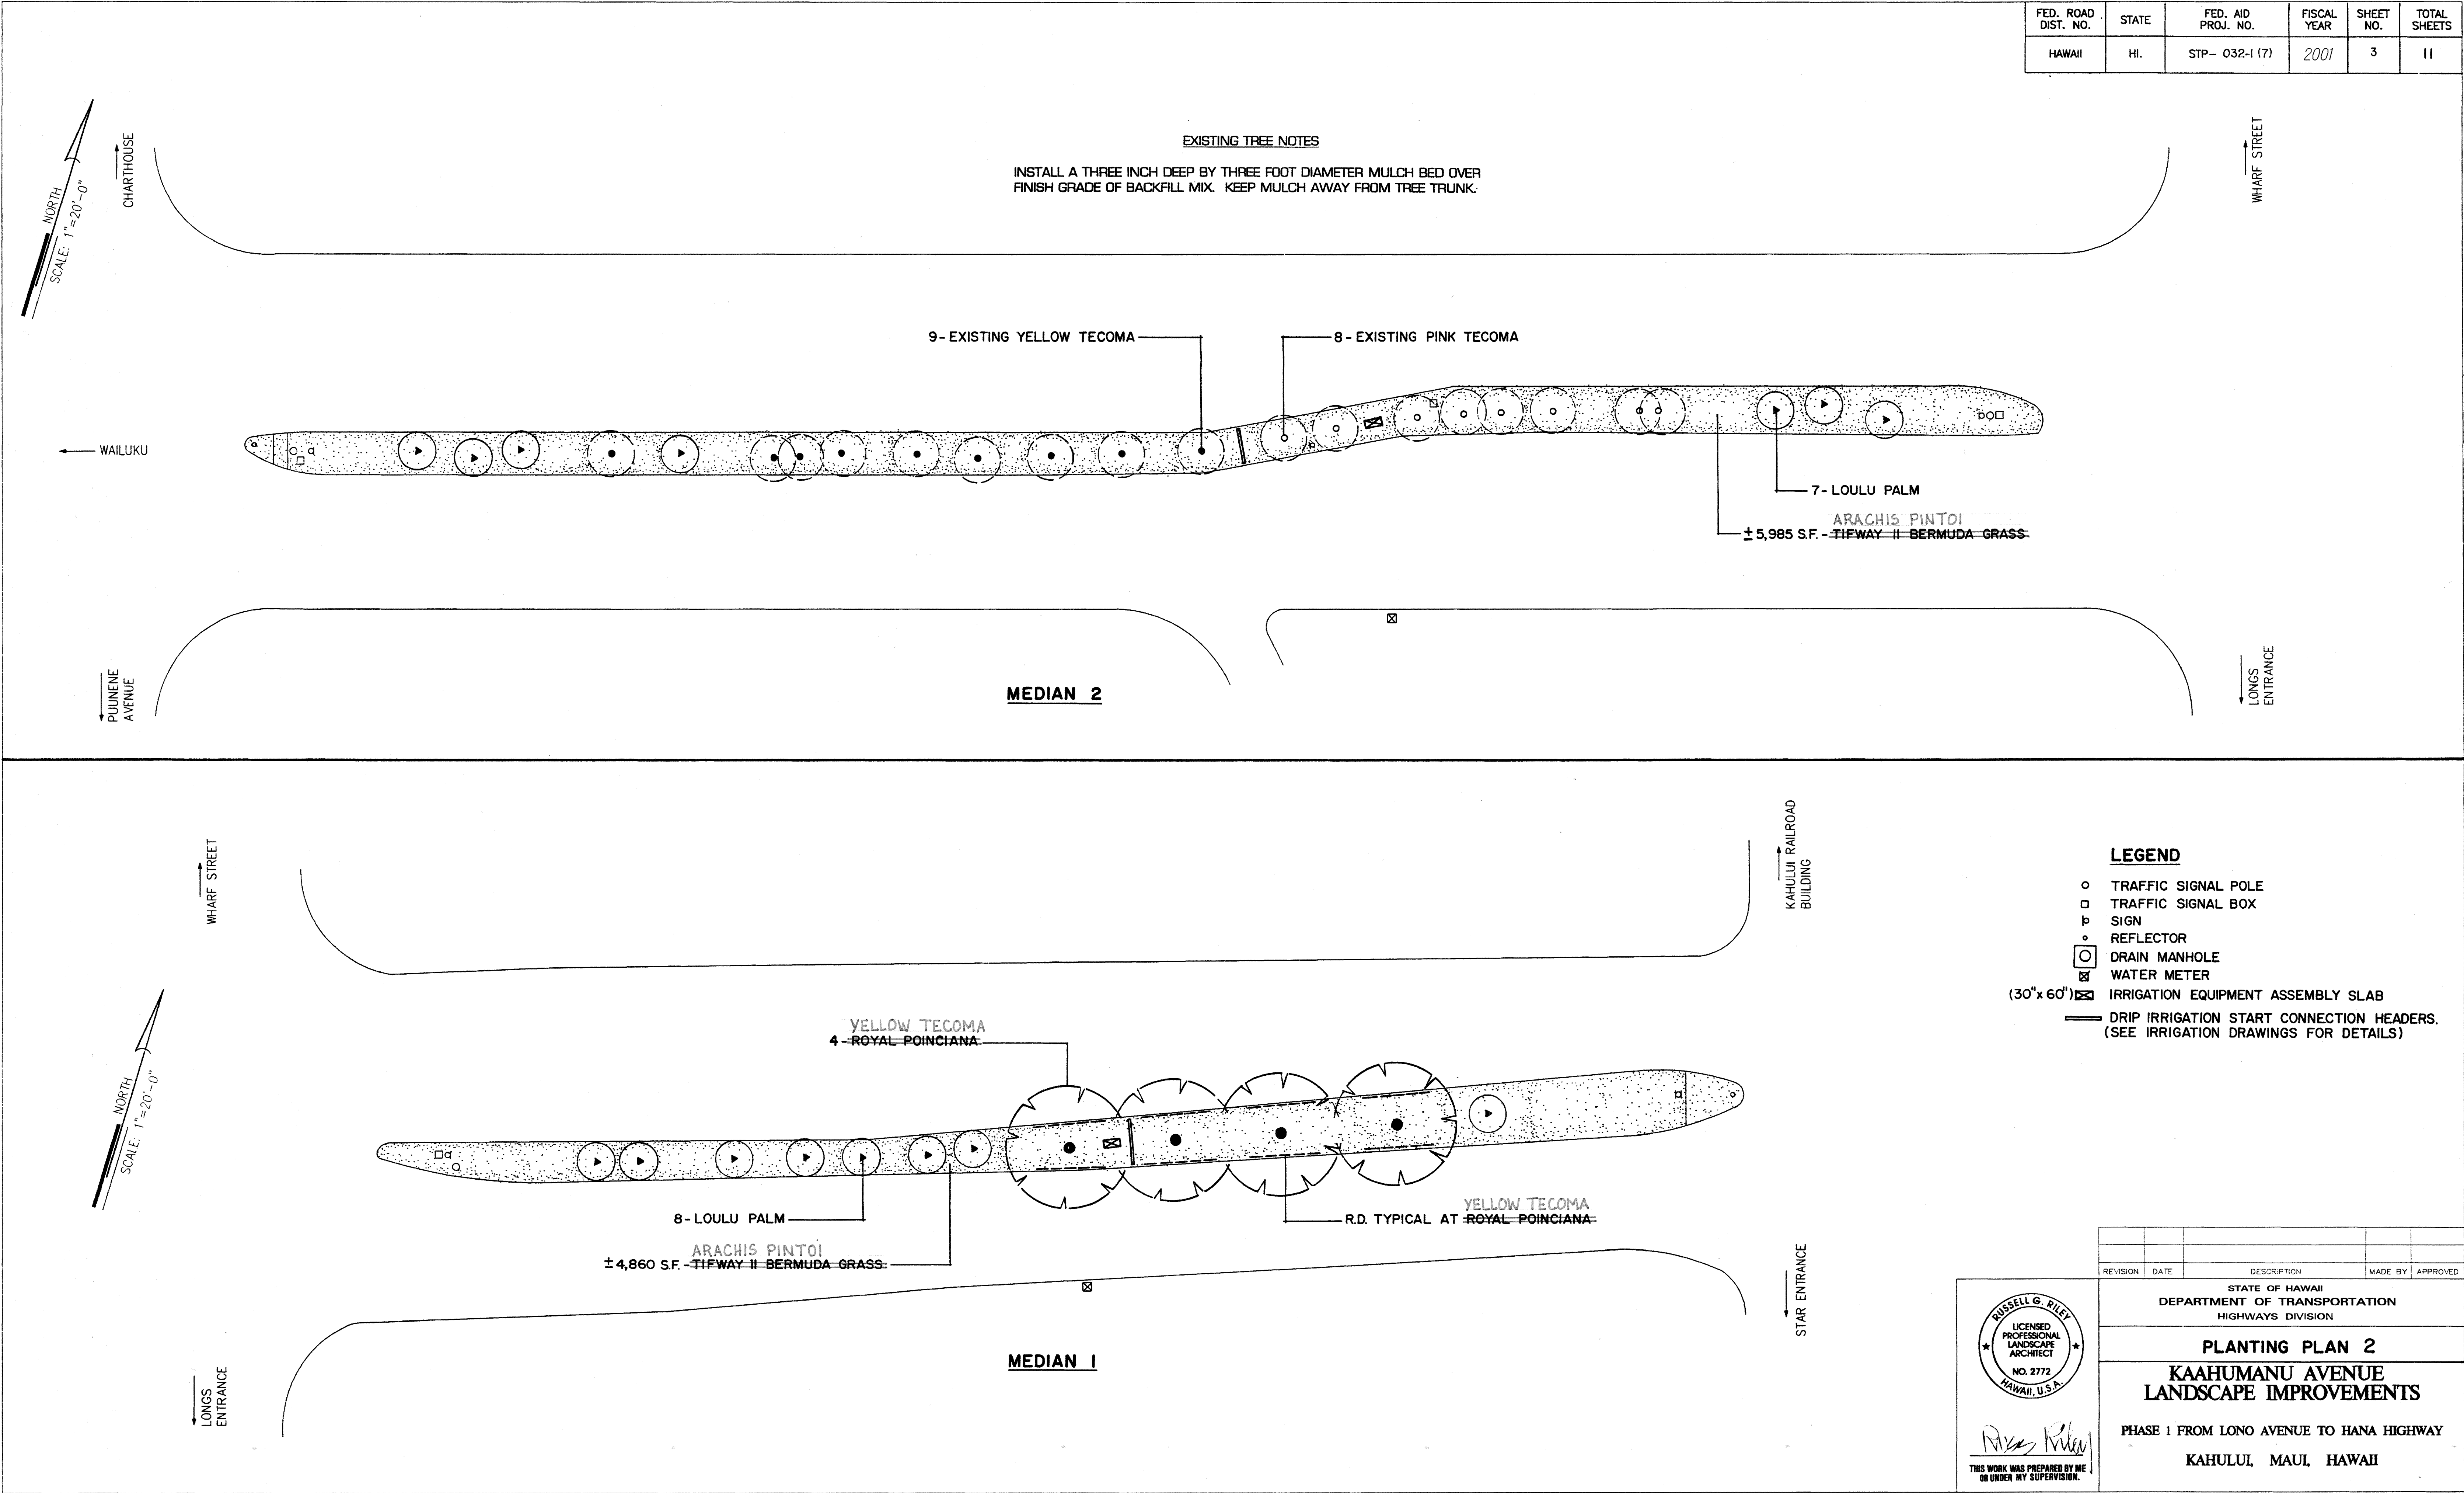 FED. ROAD DIST. NO.
STATE
FED. AID PROJ. NO.
FISCAL YEAR
SHEET NO.
TOTAL SHEETS
HAWAII
HI.
STP- 032-1 (7)
2001
3
11
NORTH
SCALE: 1"=20'-0"
CHARTHOUSE
EXISTING TREE NOTES
INSTALL A THREE INCH DEEP BY THREE FOOT DIAMETER MULCH BED OVER
FINISH GRADE OF BACKFILL MIX. KEEP MULCH AWAY FROM TREE TRUNK.
WHARF STREET
9-EXISTING YELLOW TECOMA
8-EXISTING PINK TECOMA
WAILUKU
7-LOULU PALM
ARACHIS PINTOI
±5,985 S.F. - TIFWAY II BERMUDA GRASS
PUUNENE
AVENUE
MEDIAN 2
LONGS
ENTRANCE
WHARF STREET
KAHULUI RAILROAD
BUILDING
LEGEND
TRAFFIC SIGNAL POLE
TRAFFIC SIGNAL BOX
SIGN
REFLECTOR
DRAIN MANHOLE
WATER METER
(30"x 60") IRRIGATION EQUIPMENT ASSEMBLY SLAB
DRIP IRRIGATION START CONNECTION HEADERS.
(SEE IRRIGATION DRAWINGS FOR DETAILS)
NORTH
SCALE: 1"=20'-0"
YELLOW TECOMA
4-ROYAL POINCIANA
8-LOULU PALM
YELLOW TECOMA
R.D. TYPICAL AT ROYAL POINCIANA
ARACHIS PINTOI
±4,860 S.F. -TIFWAY II BERMUDA GRASS
STAR ENTRANCE
MEDIAN 1
LONGS
ENTRANCE
REVISION
DATE
DESCRIPTION
MADE BY
APPROVED
RUSSELL G. RILEY
LICENSED
PROFESSIONAL
LANDSCAPE
ARCHITECT
NO. 2772
HAWAII, U.S.A.
THIS WORK WAS PREPARED BY ME
OR UNDER MY SUPERVISION.
STATE OF HAWAII
DEPARTMENT OF TRANSPORTATION
HIGHWAYS DIVISION
PLANTING PLAN 2
KAAHUMANU AVENUE
LANDSCAPE IMPROVEMENTS
PHASE 1 FROM LONO AVENUE TO HANA HIGHWAY
KAHULUI, MAUI, HAWAII